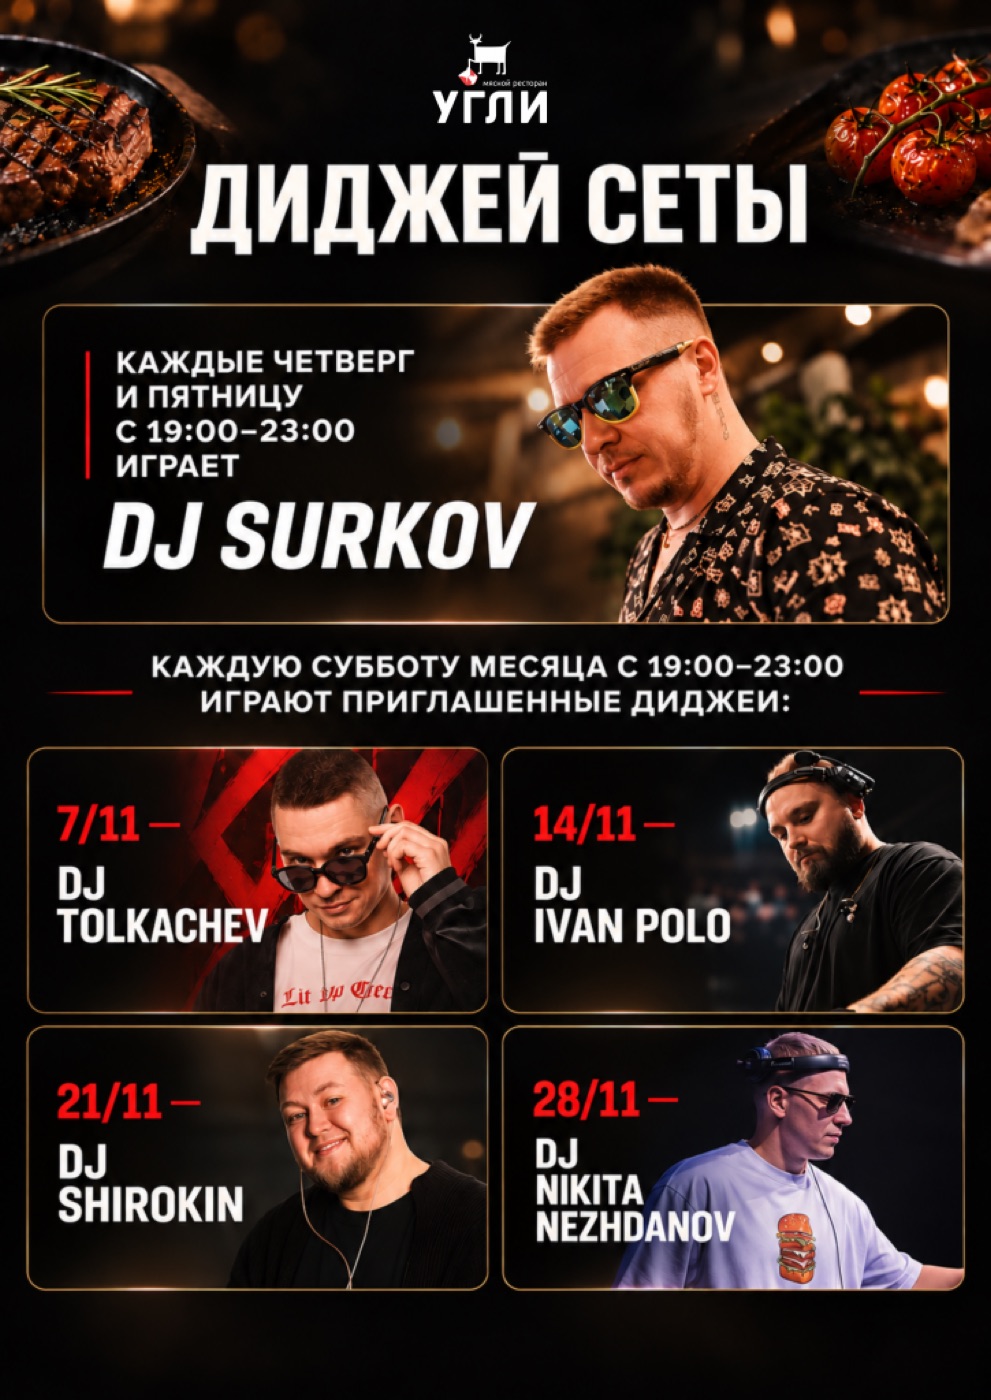 мясной ресторан
УГЛИ
ДИДЖЕЙ СЕТЫ
КАЖДЫЕ ЧЕТВЕРГ
И ПЯТНИЦУ
С 19:00–23:00
ИГРАЕТ
DJ SURKOV
КАЖДУЮ СУББОТУ МЕСЯЦА С 19:00–23:00
ИГРАЮТ ПРИГЛАШЕННЫЕ ДИДЖЕИ:
7/11 —
DJ
TOLKACHEV
Lit Up
14/11 —
DJ
IVAN POLO
21/11 —
DJ
SHIROKIN
28/11 —
DJ
NIKITA
NEZHDANOV